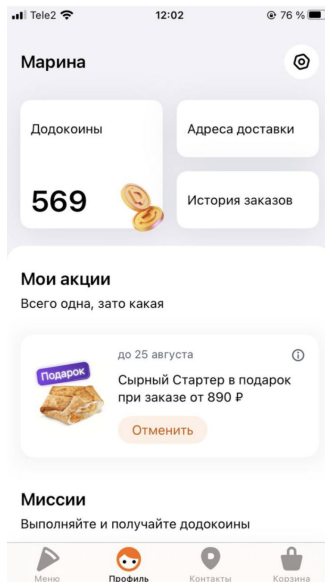 Tele2
12:02
76 %
Марина
Додокоины
569
Адреса доставки
История заказов
Мои акции
Всего одна, зато какая
Подарок
до 25 августа
Сырный Стартер в подарок
при заказе от 890 ₽
Отменить
Миссии
Выполняйте и получайте додокоины
Меню
Профиль
Контакты
Корзина